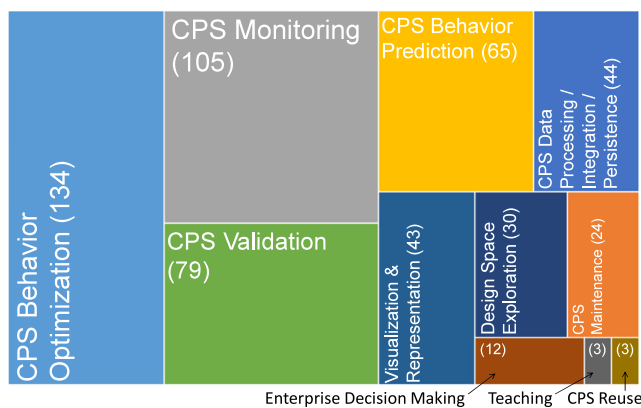 CPS Behavior
Optimization (134)
CPS Monitoring
(105)
CPS Validation
(79)
CPS Behavior
Prediction (65)
CPS Data
Processing /
Integration /
Persistence (44)
Visualization &
Representation (43)
Design Space
Exploration (30)
CPS
Maintenance (24)
(12)
(3)
(3)
Enterprise Decision Making
Teaching
CPS Reuse